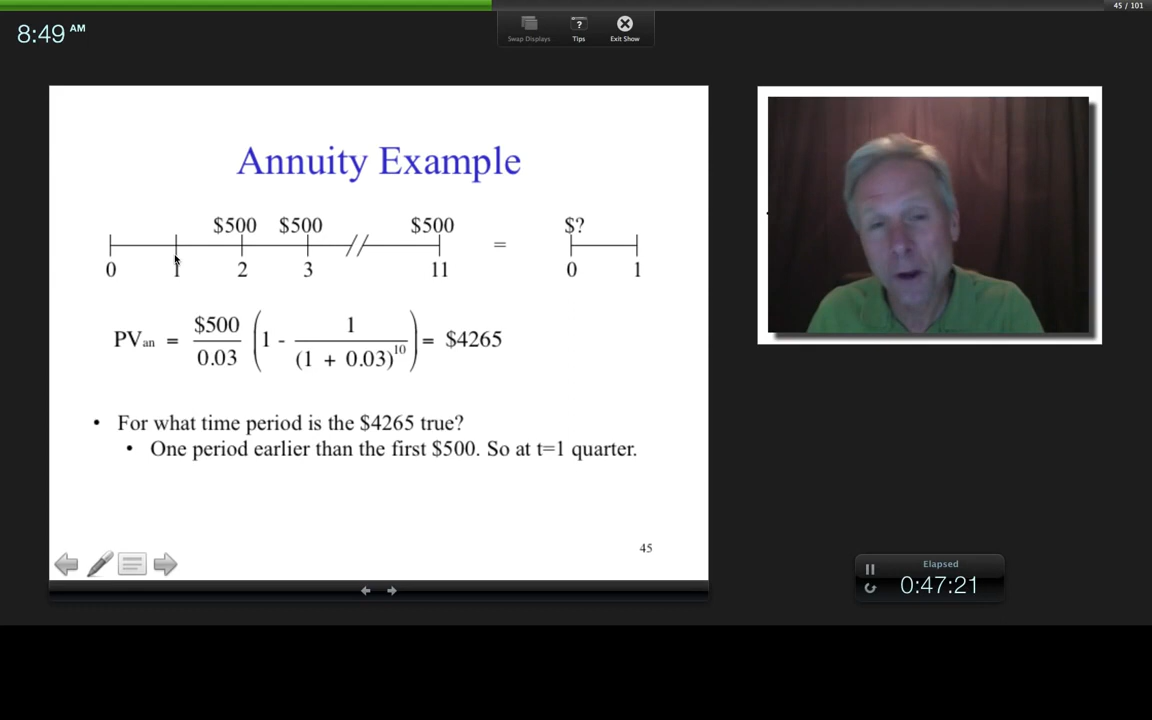 45 / 101
8:49 AM
Swap Displays Tips Exit Show
?
Annuity Example
$500 $500 $500 $?
=
0 1 2 3 11 0 1
PVan = $500 / 0.03 (1 - 1 / (1 + 0.03)^10) = $4265
• For what time period is the $4265 true?
• One period earlier than the first $500. So at t=1 quarter.
45
Elapsed
0:47:21